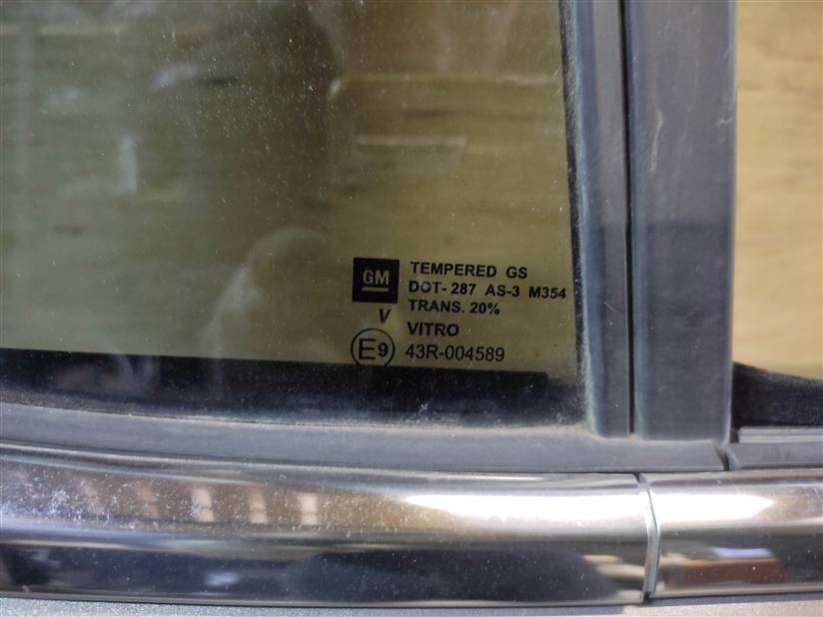 GM
TEMPERED GS
DOT- 287 AS-3 M354
TRANS. 20%
V VITRO
E9 43R-004589